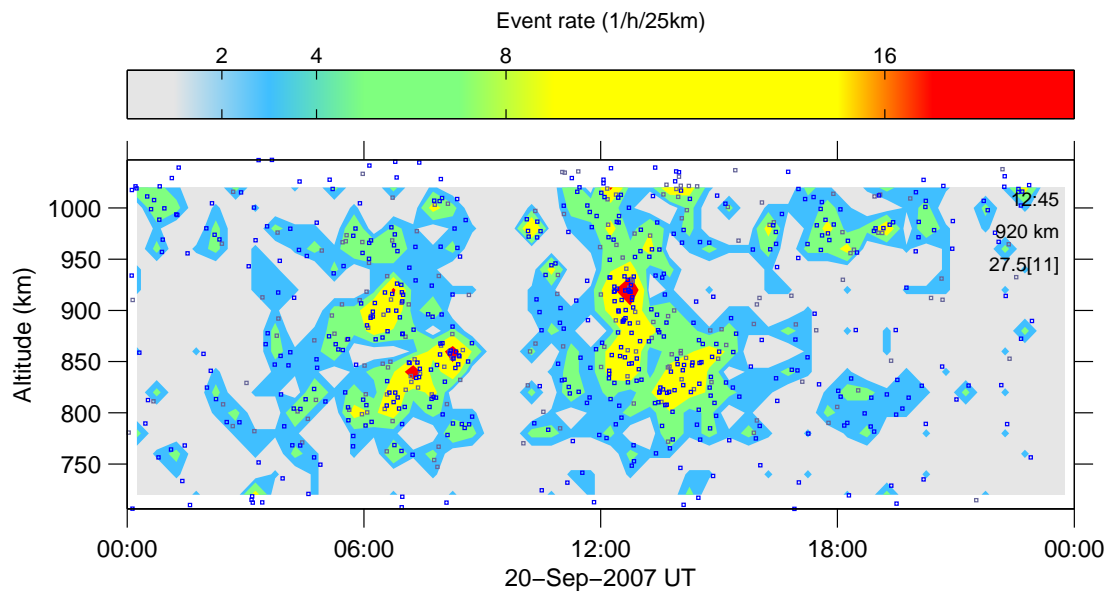 Event rate (1/h/25km)
2 4 8 16
12:45
920 km
27.5[11]
1000
950
900
850
800
750
Altitude (km)
00:00 06:00 12:00 18:00 00:00
20−Sep−2007 UT